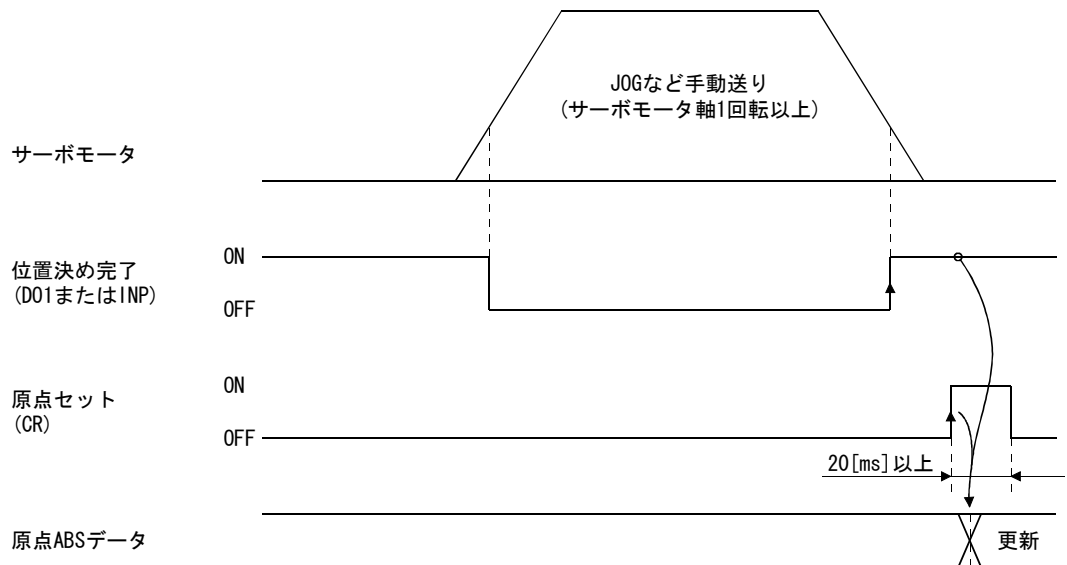 JOGなど手動送り
(サーボモータ軸1回転以上)
サーボモータ
位置決め完了
(DO1またはINP)
ON
OFF
原点セット
(CR)
ON
OFF
20[ms]以上
原点ABSデータ
更新